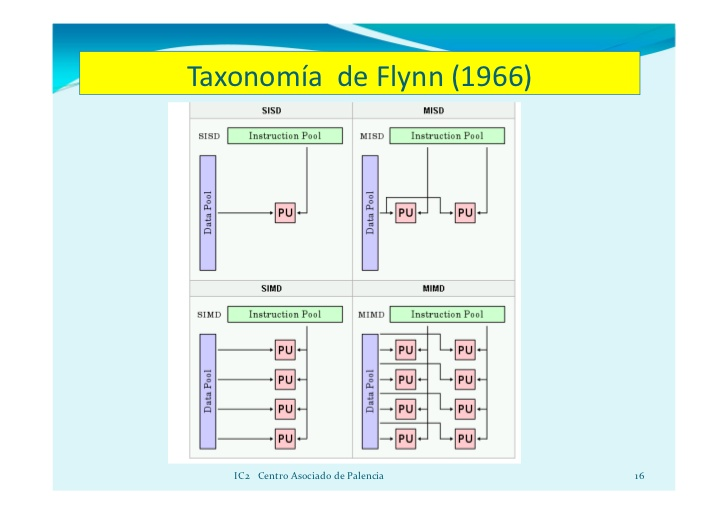 Taxonomía de Flynn (1966)
SISD
MISD
SISD
Instruction Pool
MISD
Instruction Pool
Data Pool
PU
Data Pool
PU
PU
SIMD
MIMD
SIMD
Instruction Pool
MIMD
Instruction Pool
Data Pool
PU
PU
PU
PU
Data Pool
PU
PU
PU
PU
PU
PU
PU
PU
IC2 Centro Asociado de Palencia
16